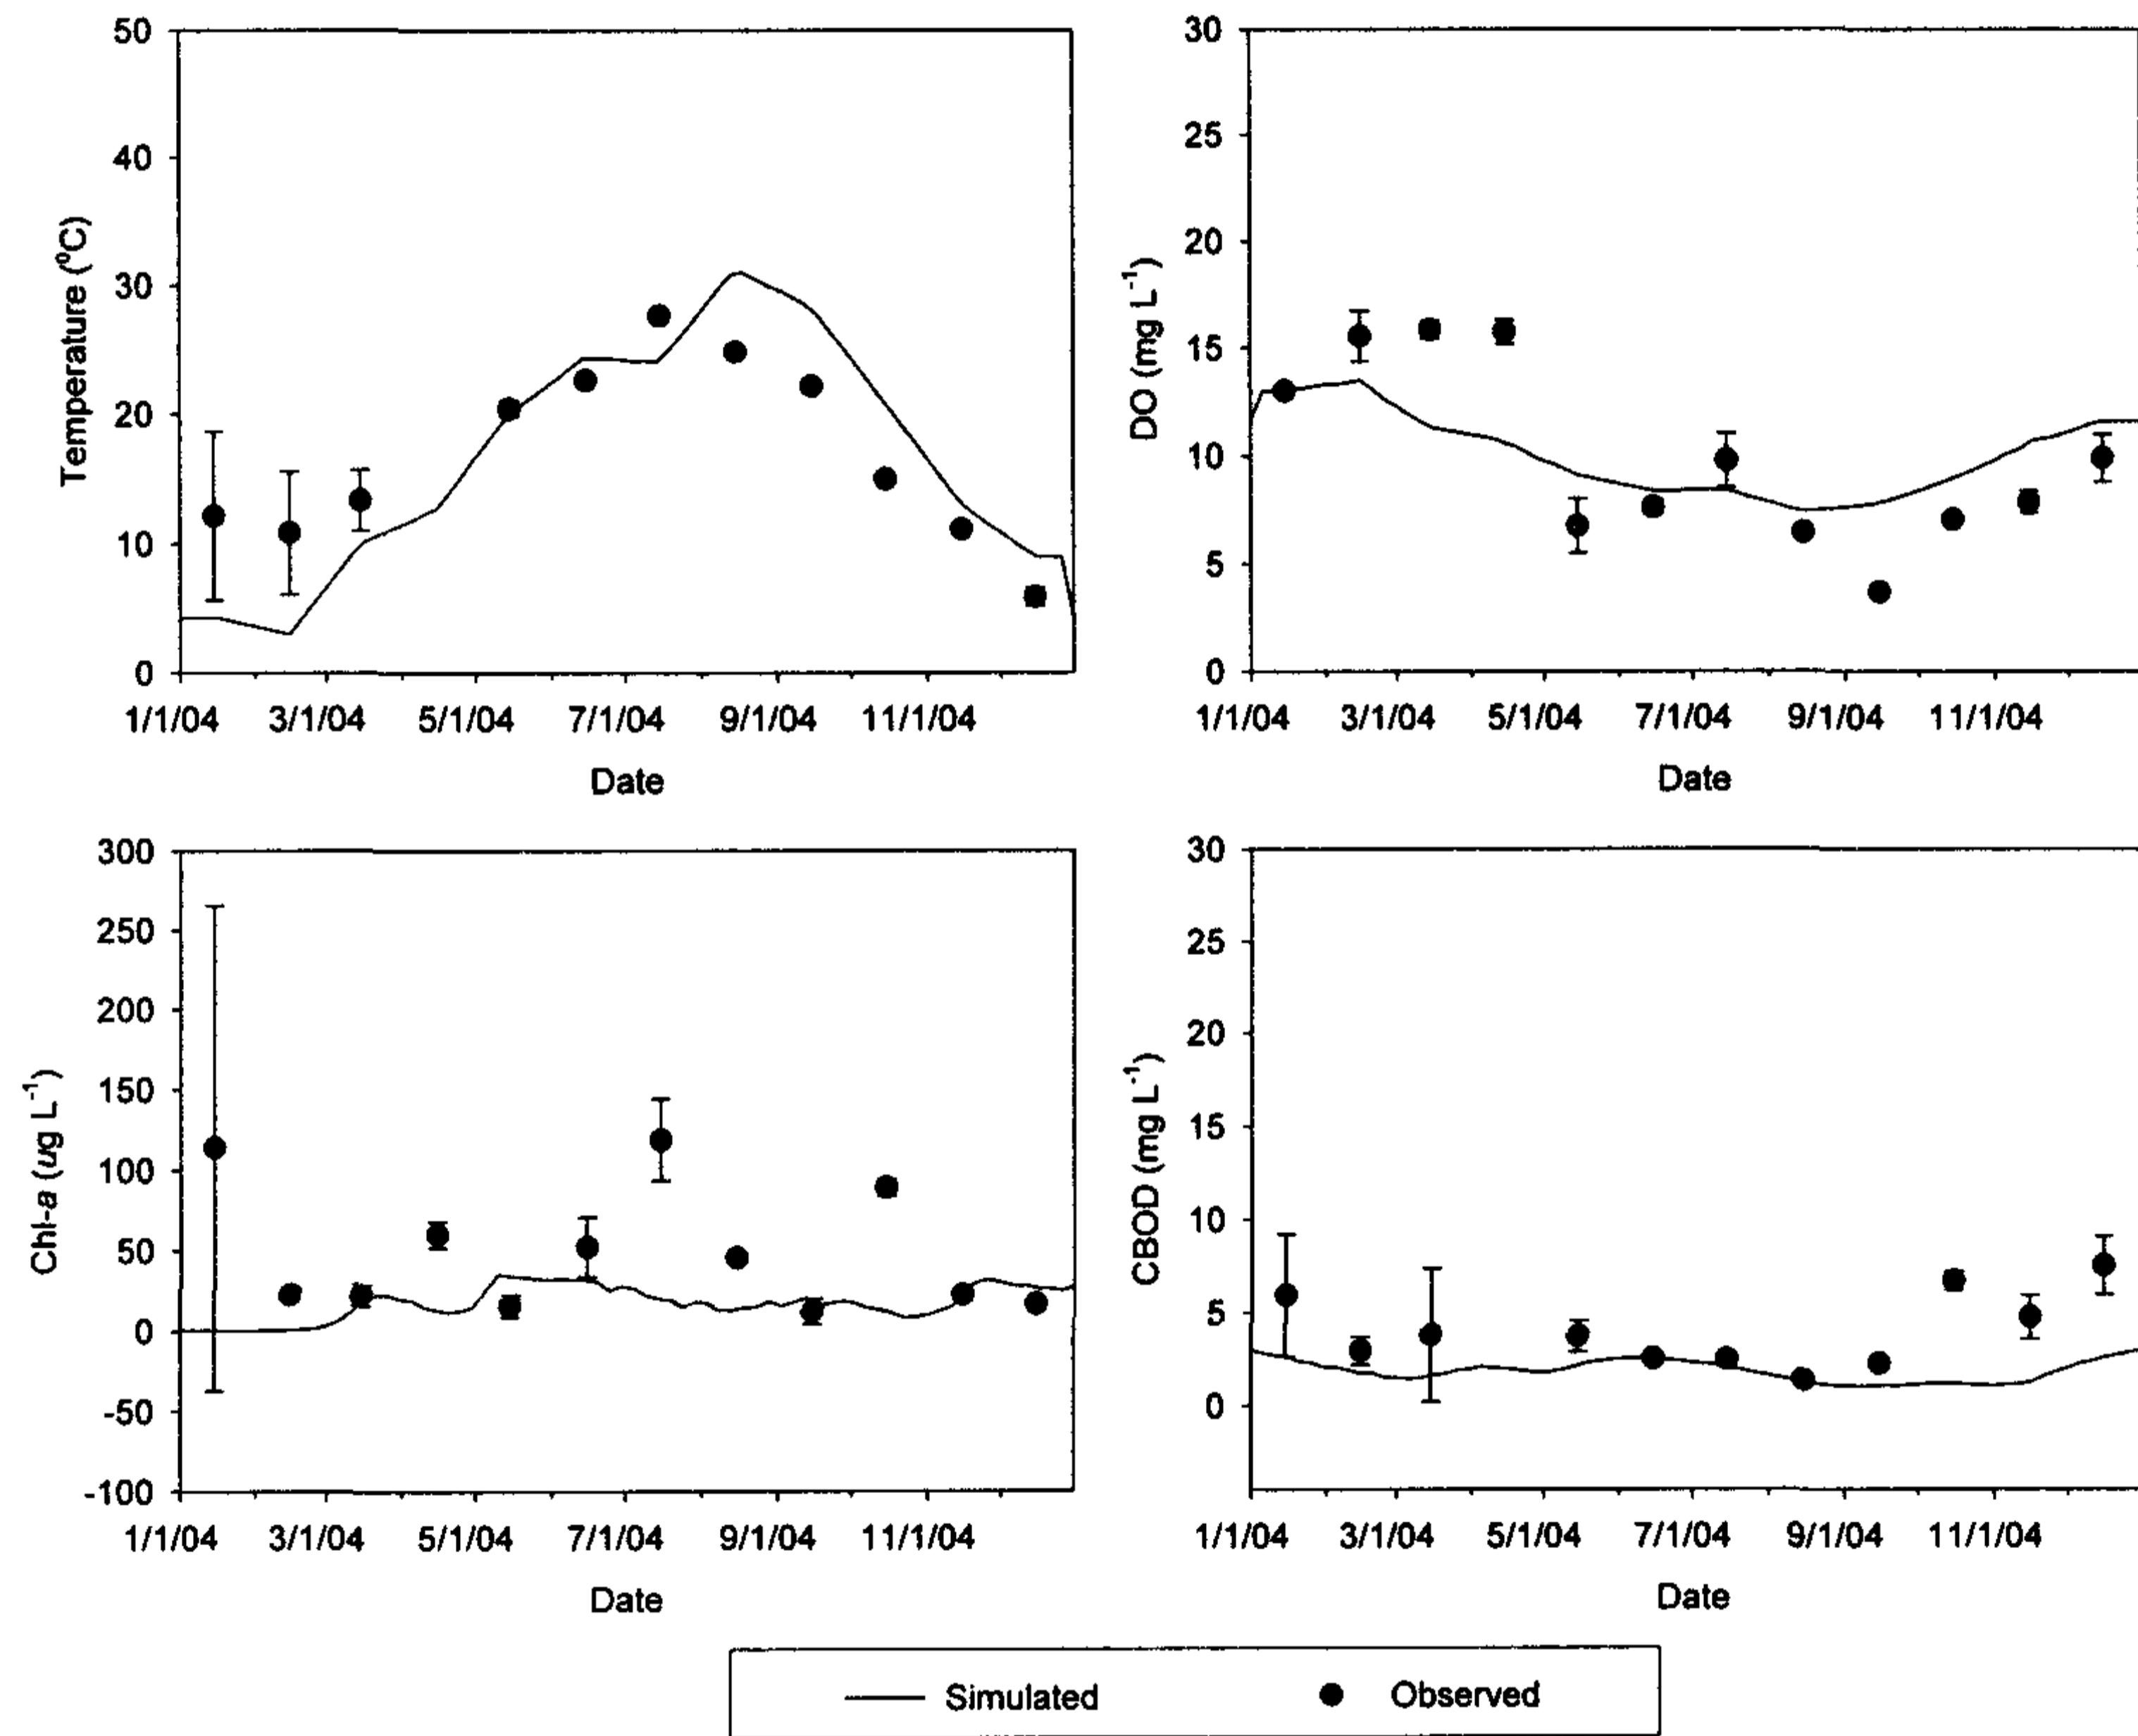 50
40
30
20
10
0
Temperature (⁰C)
1/1/04 3/1/04 5/1/04 7/1/04 9/1/04 11/1/04
Date
30
25
20
15
10
5
0
DO (mg L⁻¹)
1/1/04 3/1/04 5/1/04 7/1/04 9/1/04 11/1/04
Date
300
250
200
150
100
50
0
-50
-100
Chl-a (ug L⁻¹)
1/1/04 3/1/04 5/1/04 7/1/04 9/1/04 11/1/04
Date
30
25
20
15
10
5
0
CBOD (mg L⁻¹)
1/1/04 3/1/04 5/1/04 7/1/04 9/1/04 11/1/04
Date
Simulated Observed